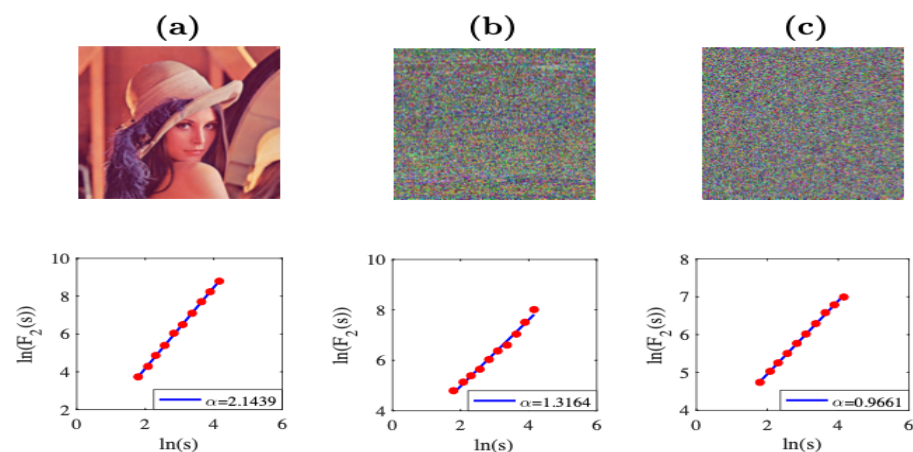 (a) (b) (c)
10
8
6
4
2
ln(F₂(s))
α=2.1439
0 2 4 6
ln(s)
10
8
6
4
ln(F₂(s))
α=1.3164
0 2 4 6
ln(s)
8
7
6
5
4
ln(F₂(s))
α=0.9661
0 2 4 6
ln(s)